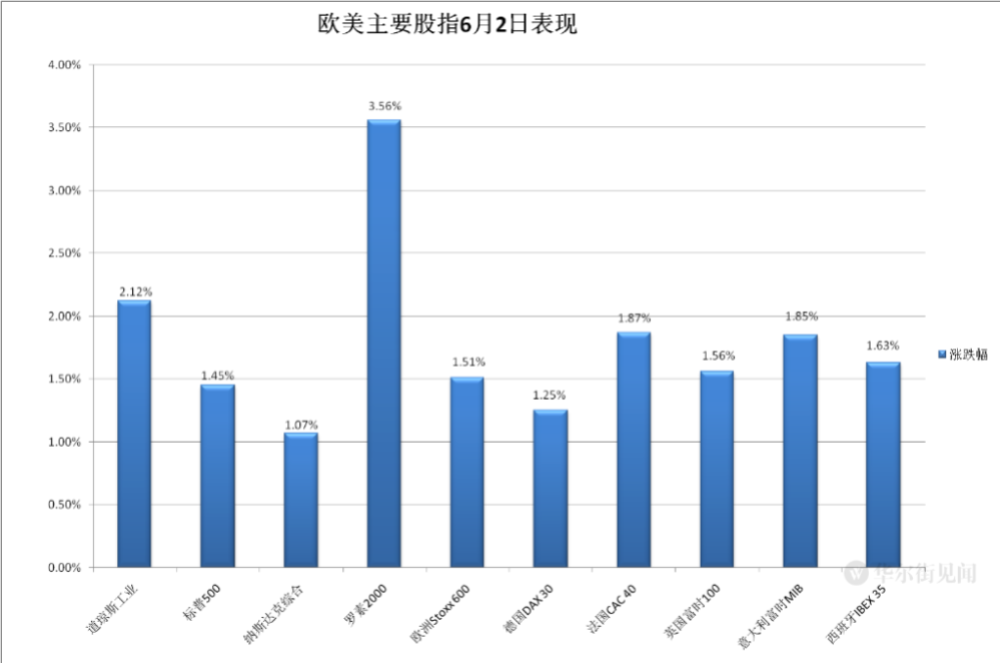 欧美主要股指6月2日表现
4.00%
3.50%
3.00%
2.50%
2.00%
1.50%
1.00%
0.50%
0.00%
2.12%
1.45%
1.07%
3.56%
1.51%
1.25%
1.87%
1.56%
1.85%
1.63%
涨跌幅
道琼斯工业
标普500
纳斯达克综合
罗素2000
欧洲Stoxx 600
德国DAX 30
法国CAC 40
英国富时100
意大利富时MIB
西班牙IBEX 35
华尔街见闻